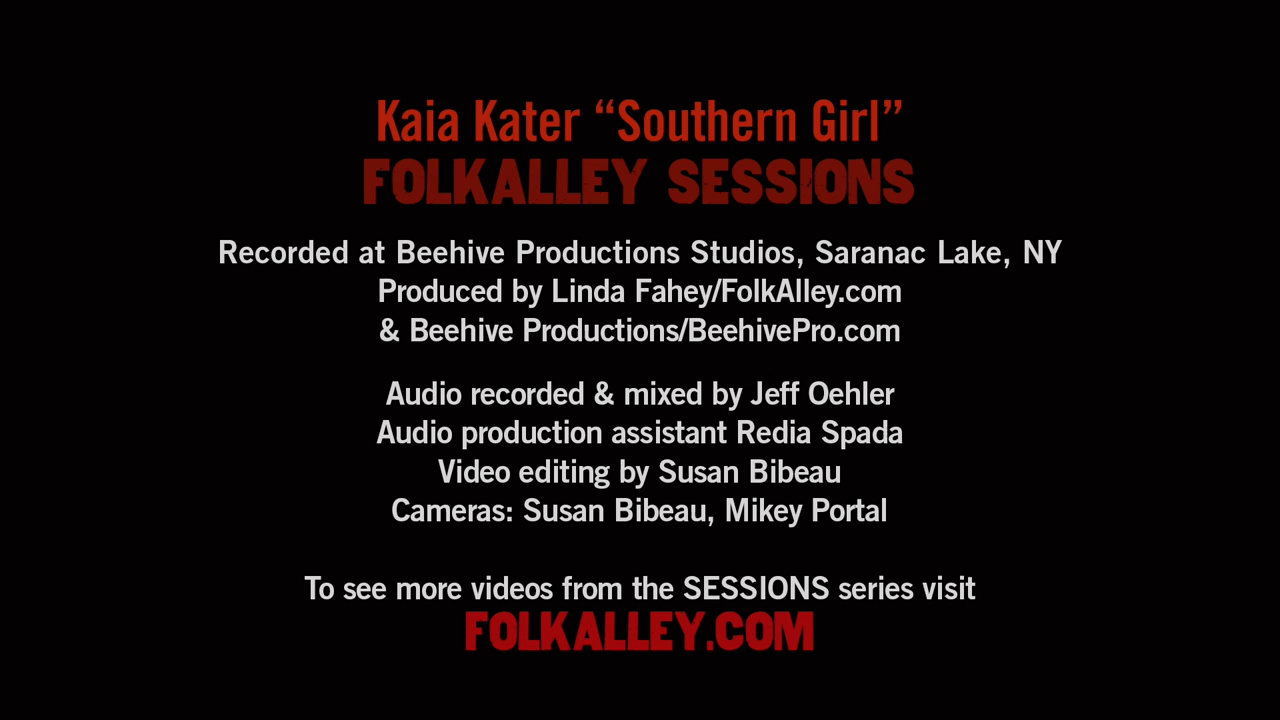 Kaia Kater “Southern Girl”
FOLKALLEY SESSIONS
Recorded at Beehive Productions Studios, Saranac Lake, NY
Produced by Linda Fahey/FolkAlley.com
& Beehive Productions/BeehivePro.com
Audio recorded & mixed by Jeff Oehler
Audio production assistant Redia Spada
Video editing by Susan Bibeau
Cameras: Susan Bibeau, Mikey Portal
To see more videos from the SESSIONS series visit
FOLKALLEY.COM